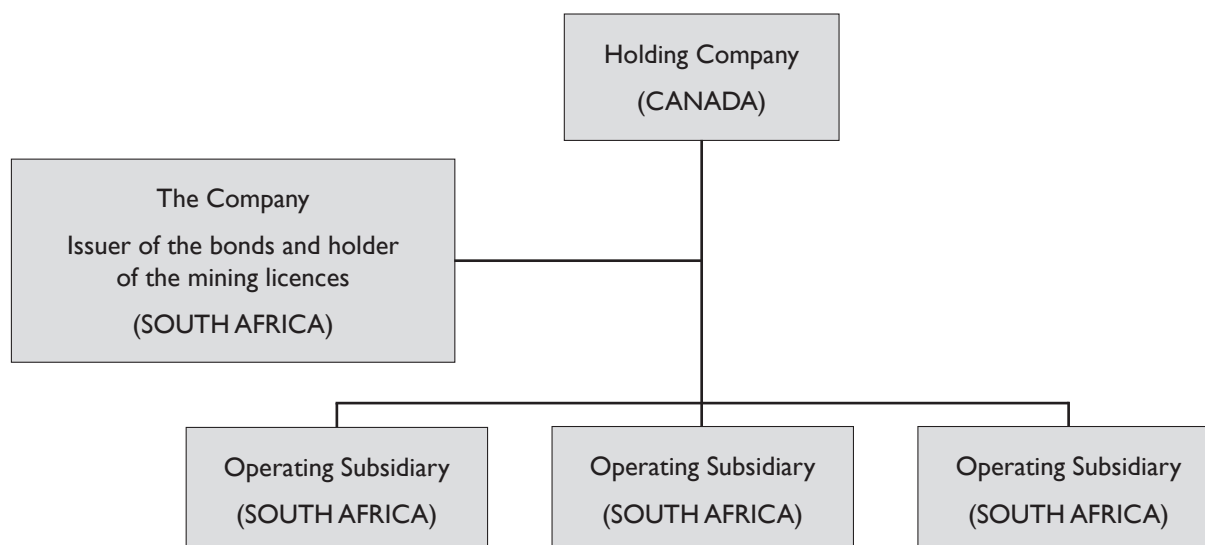 Holding Company
(CANADA)
The Company
Issuer of the bonds and holder
of the mining licences
(SOUTH AFRICA)
Operating Subsidiary
(SOUTH AFRICA)
Operating Subsidiary
(SOUTH AFRICA)
Operating Subsidiary
(SOUTH AFRICA)